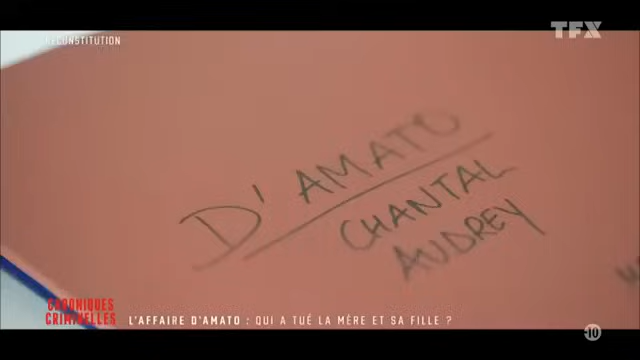 RECONSTITUTION
TFX
D'AMATO
CHANTAL
AUDREY
CHRONIQUES
CRIMINELLES
L'AFFAIRE D'AMATO : QUI A TUÉ LA MÈRE ET SA FILLE ?
-10